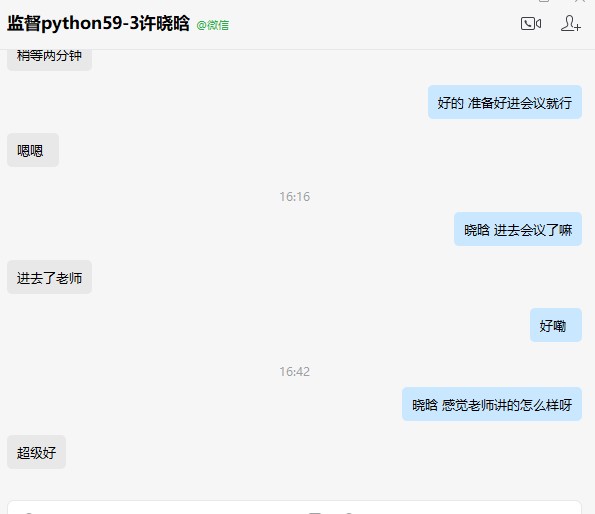 监督python59-3许晓晗 @微信
稍等两分钟
好的 准备好进会议就行
嗯嗯
16:16
晓晗 进去会议了嘛
进去了老师
好嘞
16:42
晓晗 感觉老师讲的怎么样呀
超级好